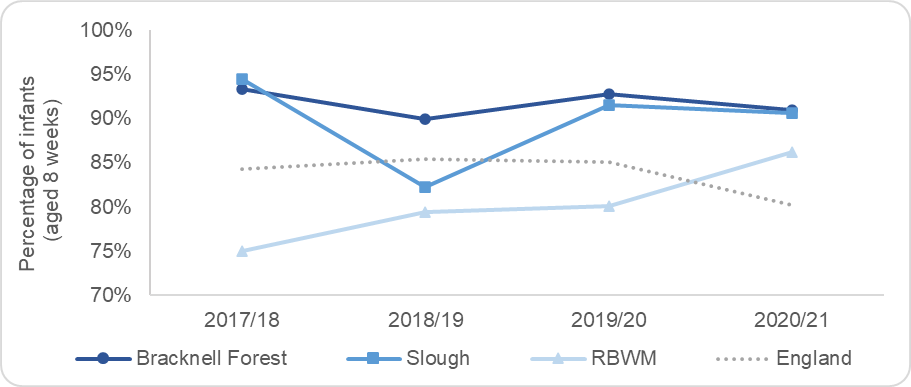 Percentage of infants
(aged 8 weeks)
100%
95%
90%
85%
80%
75%
70%
2017/18 2018/19 2019/20 2020/21
Bracknell Forest Slough RBWM England